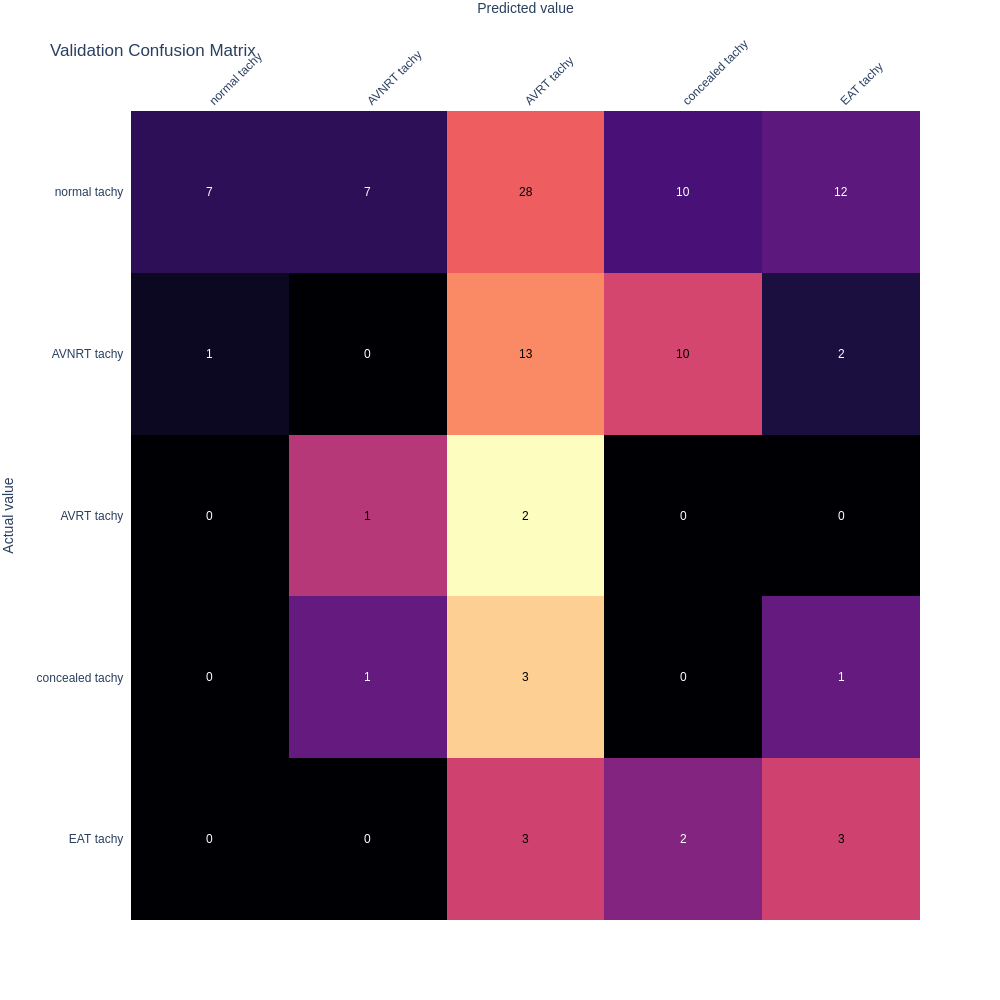 Predicted value
Validation Confusion Matrix
normal tachy AVNRT tachy AVRT tachy concealed tachy EAT tachy
normal tachy 7 7 28 10 12
AVNRT tachy 1 0 13 10 2
AVRT tachy 0 1 2 0 0
Actual value
concealed tachy 0 1 3 0 1
EAT tachy 0 0 3 2 3